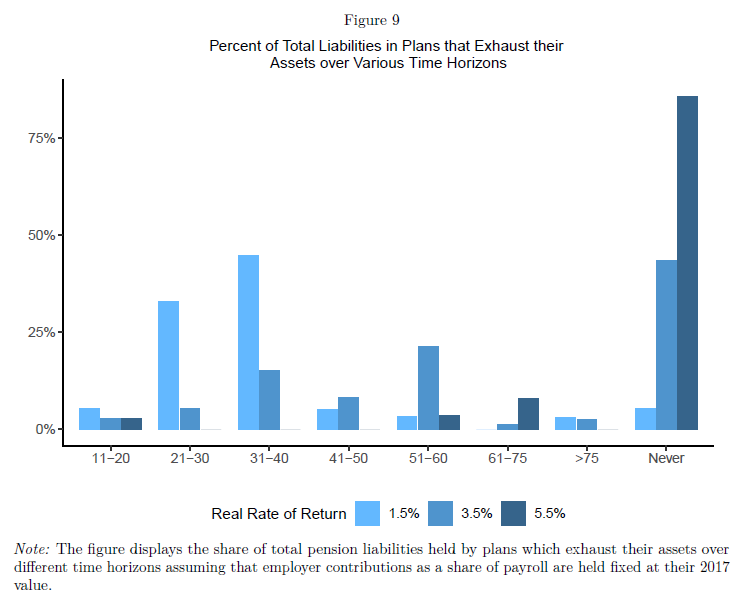 Figure 9
Percent of Total Liabilities in Plans that Exhaust their
Assets over Various Time Horizons
75%
50%
25%
0%
11–20 21–30 31–40 41–50 51–60 61–75 >75 Never
Real Rate of Return 1.5% 3.5% 5.5%
Note: The figure displays the share of total pension liabilities held by plans which exhaust their assets over
different time horizons assuming that employer contributions as a share of payroll are held fixed at their 2017
value.